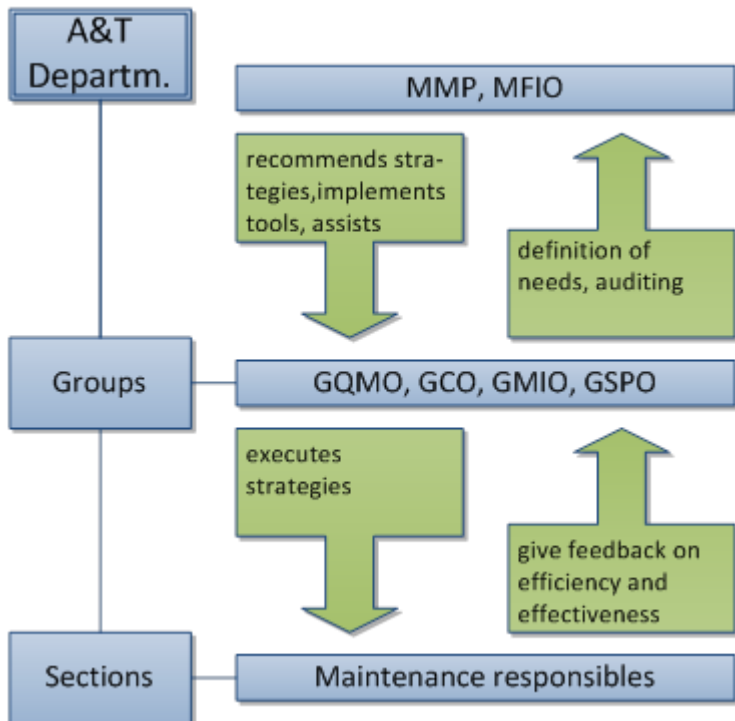 A&T
Departm.
MMP, MFIO
recommends stra-
tegies,implements
tools, assists
definition of
needs, auditing
Groups
GQMO, GCO, GMIO, GSPO
executes
strategies
give feedback on
efficiency and
effectiveness
Sections
Maintenance responsibles